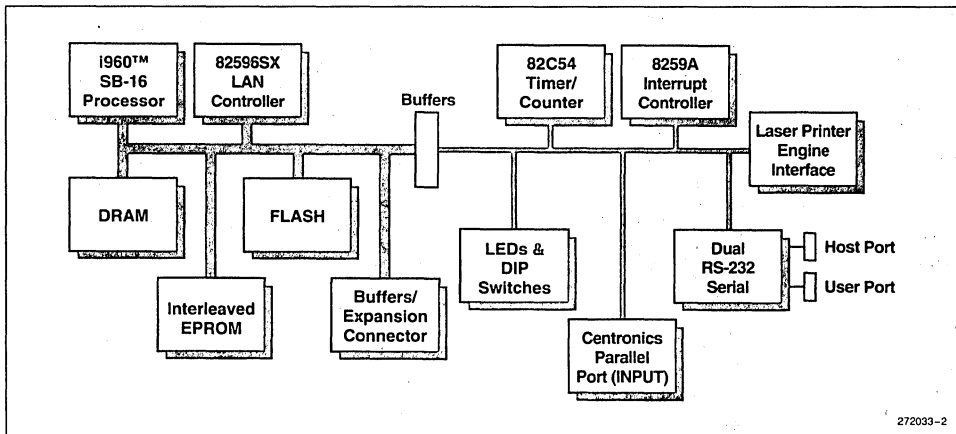 i960™
SB-16
Processor
82596SX
LAN
Controller
Buffers
82C54
Timer/
Counter
8259A
Interrupt
Controller
Laser Printer
Engine
Interface
DRAM
FLASH
LEDs &
DIP
Switches
Dual
RS-232
Serial
Host Port
User Port
Interleaved
EPROM
Buffers/
Expansion
Connector
Centronics
Parallel
Port (INPUT)
272033-2